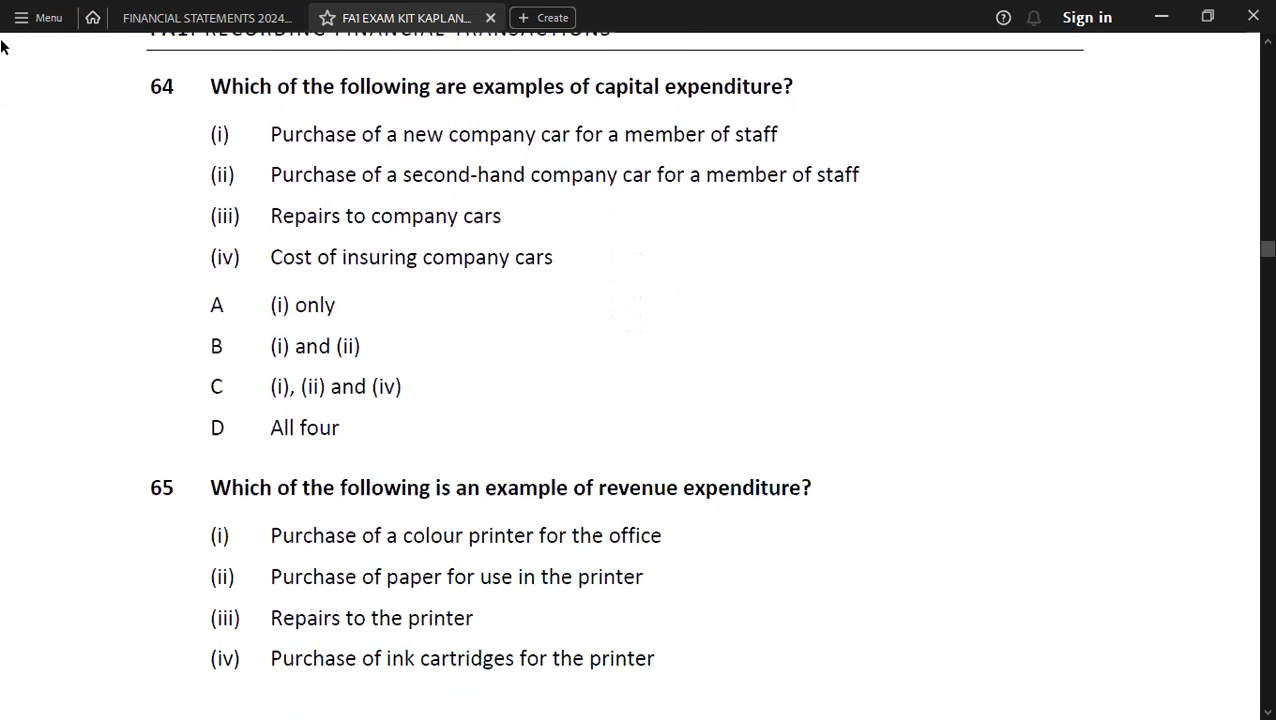 Menu
FINANCIAL STATEMENTS 2024...
FA1 EXAM KIT KAPLAN...
+ Create
Sign in
FA1: RECORDING FINANCIAL TRANSACTIONS
64 Which of the following are examples of capital expenditure?
(i) Purchase of a new company car for a member of staff
(ii) Purchase of a second-hand company car for a member of staff
(iii) Repairs to company cars
(iv) Cost of insuring company cars
A (i) only
B (i) and (ii)
C (i), (ii) and (iv)
D All four
65 Which of the following is an example of revenue expenditure?
(i) Purchase of a colour printer for the office
(ii) Purchase of paper for use in the printer
(iii) Repairs to the printer
(iv) Purchase of ink cartridges for the printer